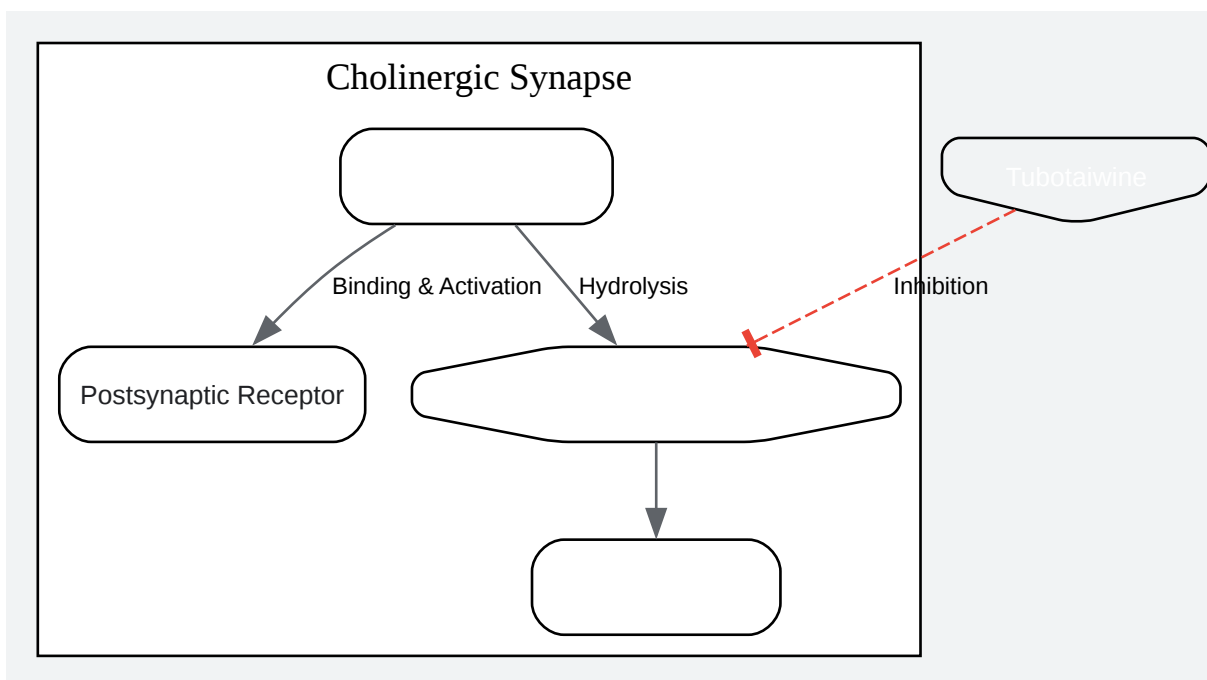 Cholinergic Synapse
Tubotaiwine
Binding & Activation
Hydrolysis
Inhibition
Postsynaptic Receptor